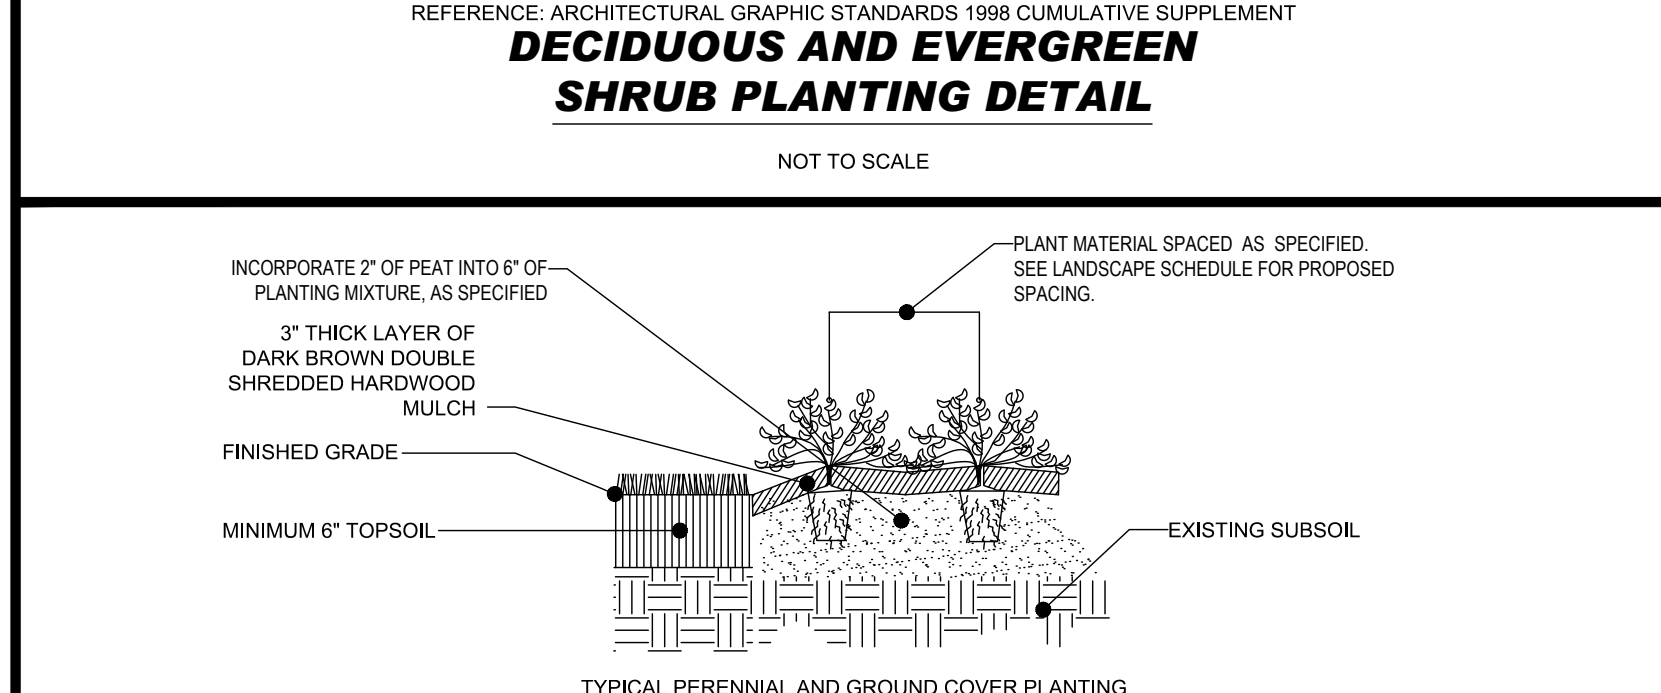 REFERENCE: ARCHITECTURAL GRAPHIC STANDARDS 1998 CUMULATIVE SUPPLEMENT
DECIDUOUS AND EVERGREEN
SHRUB PLANTING DETAIL
NOT TO SCALE
INCORPORATE 2" OF PEAT INTO 6" OF
PLANTING MIXTURE, AS SPECIFIED
3" THICK LAYER OF
DARK BROWN DOUBLE
SHREDDED HARDWOOD
MULCH
FINISHED GRADE
MINIMUM 6" TOPSOIL
PLANT MATERIAL SPACED AS SPECIFIED.
SEE LANDSCAPE SCHEDULE FOR PROPOSED
SPACING.
EXISTING SUBSOIL
TYPICAL PERENNIAL AND GROUND COVER PLANTING